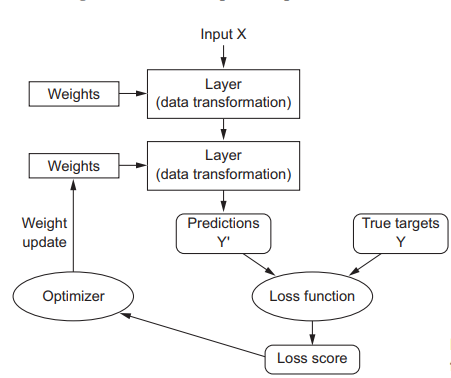 Input X
Layer
(data transformation)
Weights
Layer
(data transformation)
Weights
Weight
update
Predictions
Y'
True targets
Y
Optimizer
Loss function
Loss score